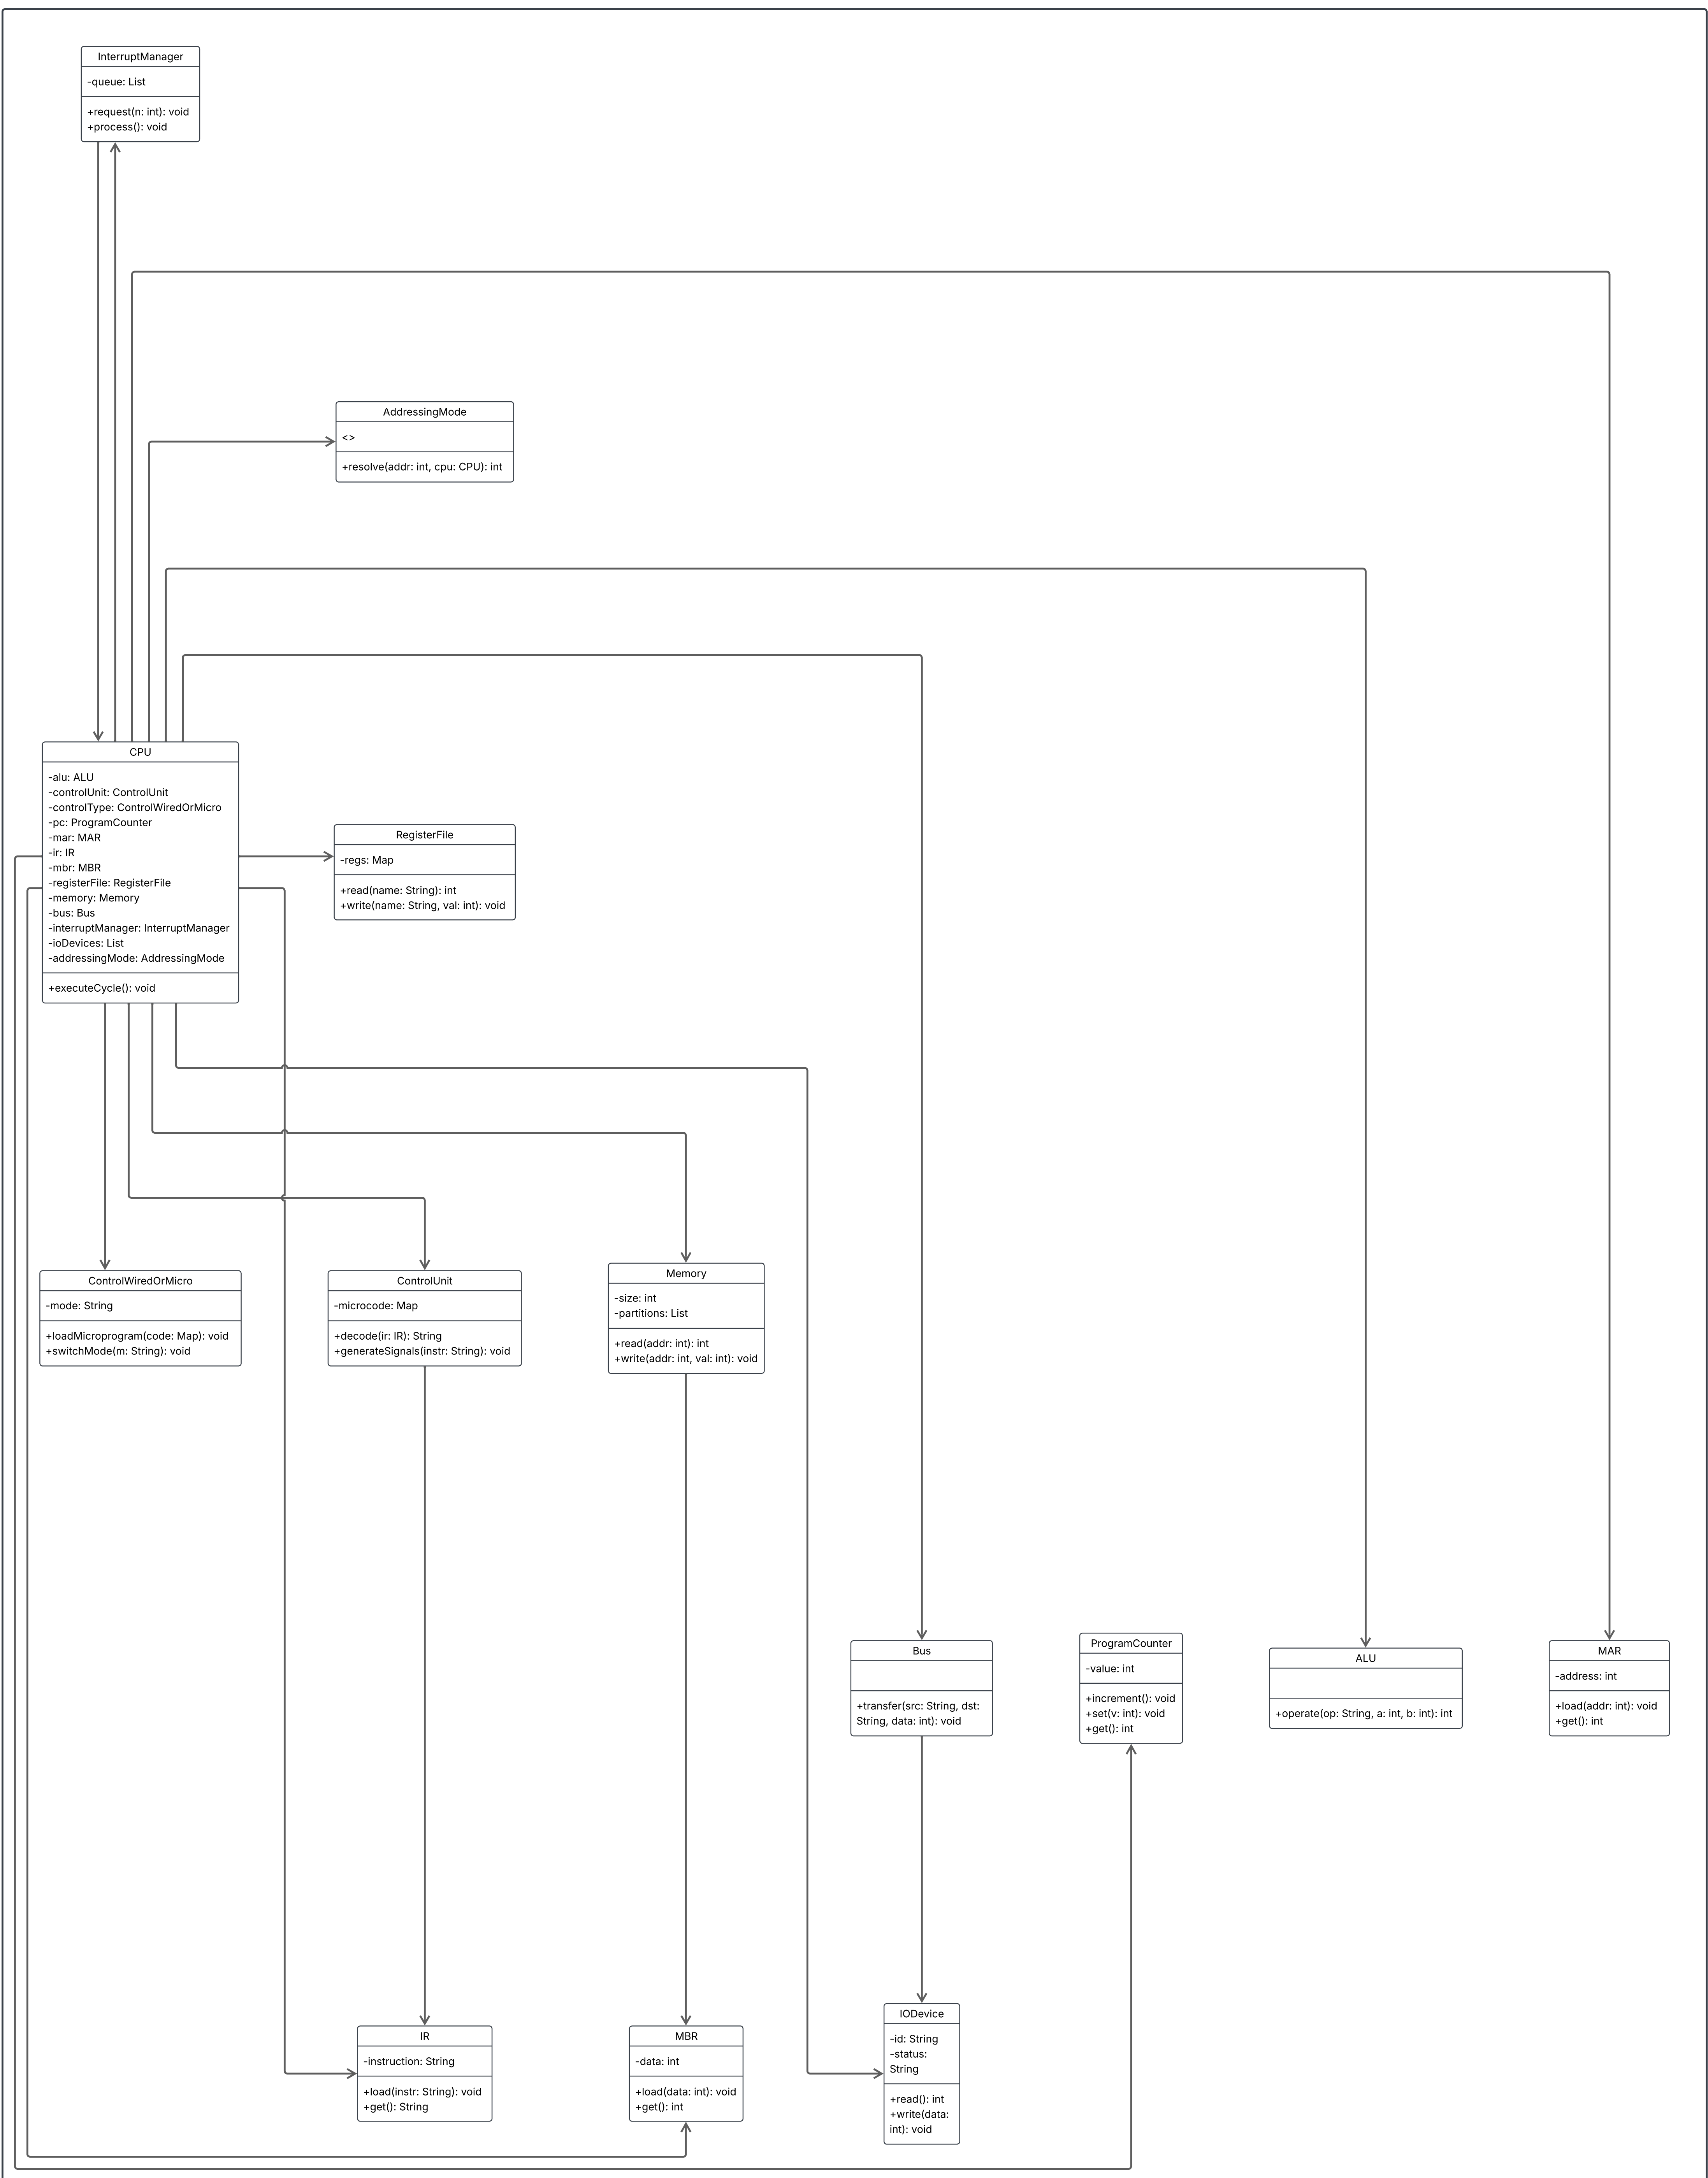 InterruptManager
-queue: List
+request(n: int): void
+process(): void
AddressingMode
<>
+resolve(addr: int, cpu: CPU): int
CPU
-alu: ALU
-controlUnit: ControlUnit
-controlType: ControlWiredOrMicro
-pc: ProgramCounter
-mar: MAR
-ir: IR
-mbr: MBR
-registerFile: RegisterFile
-memory: Memory
-bus: Bus
-interruptManager: InterruptManager
-ioDevices: List
-addressingMode: AddressingMode
+executeCycle(): void
RegisterFile
-regs: Map
+read(name: String): int
+write(name: String, val: int): void
ControlWiredOrMicro
-mode: String
+loadMicroprogram(code: Map): void
+switchMode(m: String): void
ControlUnit
-microcode: Map
+decode(ir: IR): String
+generateSignals(instr: String): void
Memory
-size: int
-partitions: List
+read(addr: int): int
+write(addr: int, val: int): void
Bus
+transfer(src: String, dst:
String, data: int): void
ProgramCounter
-value: int
+increment(): void
+set(v: int): void
+get(): int
ALU
+operate(op: String, a: int, b: int): int
MAR
-address: int
+load(addr: int): void
+get(): int
IR
-instruction: String
+load(instr: String): void
+get(): String
MBR
-data: int
+load(data: int): void
+get(): int
IODevice
-id: String
-status:
String
+read(): int
+write(data:
int): void